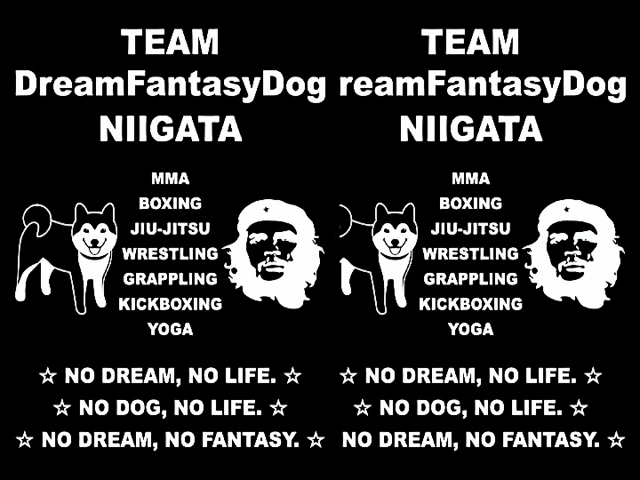 TEAM
DreamFantasyDog
NIIGATA
MMA
BOXING
JIU-JITSU
WRESTLING
GRAPPLING
KICKBOXING
YOGA
☆ NO DREAM, NO LIFE. ☆
☆ NO DOG, NO LIFE. ☆
☆ NO DREAM, NO FANTASY. ☆
TEAM
reamFantasyDog
NIIGATA
MMA
BOXING
JIU-JITSU
WRESTLING
GRAPPLING
KICKBOXING
YOGA
☆ NO DREAM, NO LIFE. ☆
☆ NO DOG, NO LIFE. ☆
NO DREAM, NO FANTASY. ☆